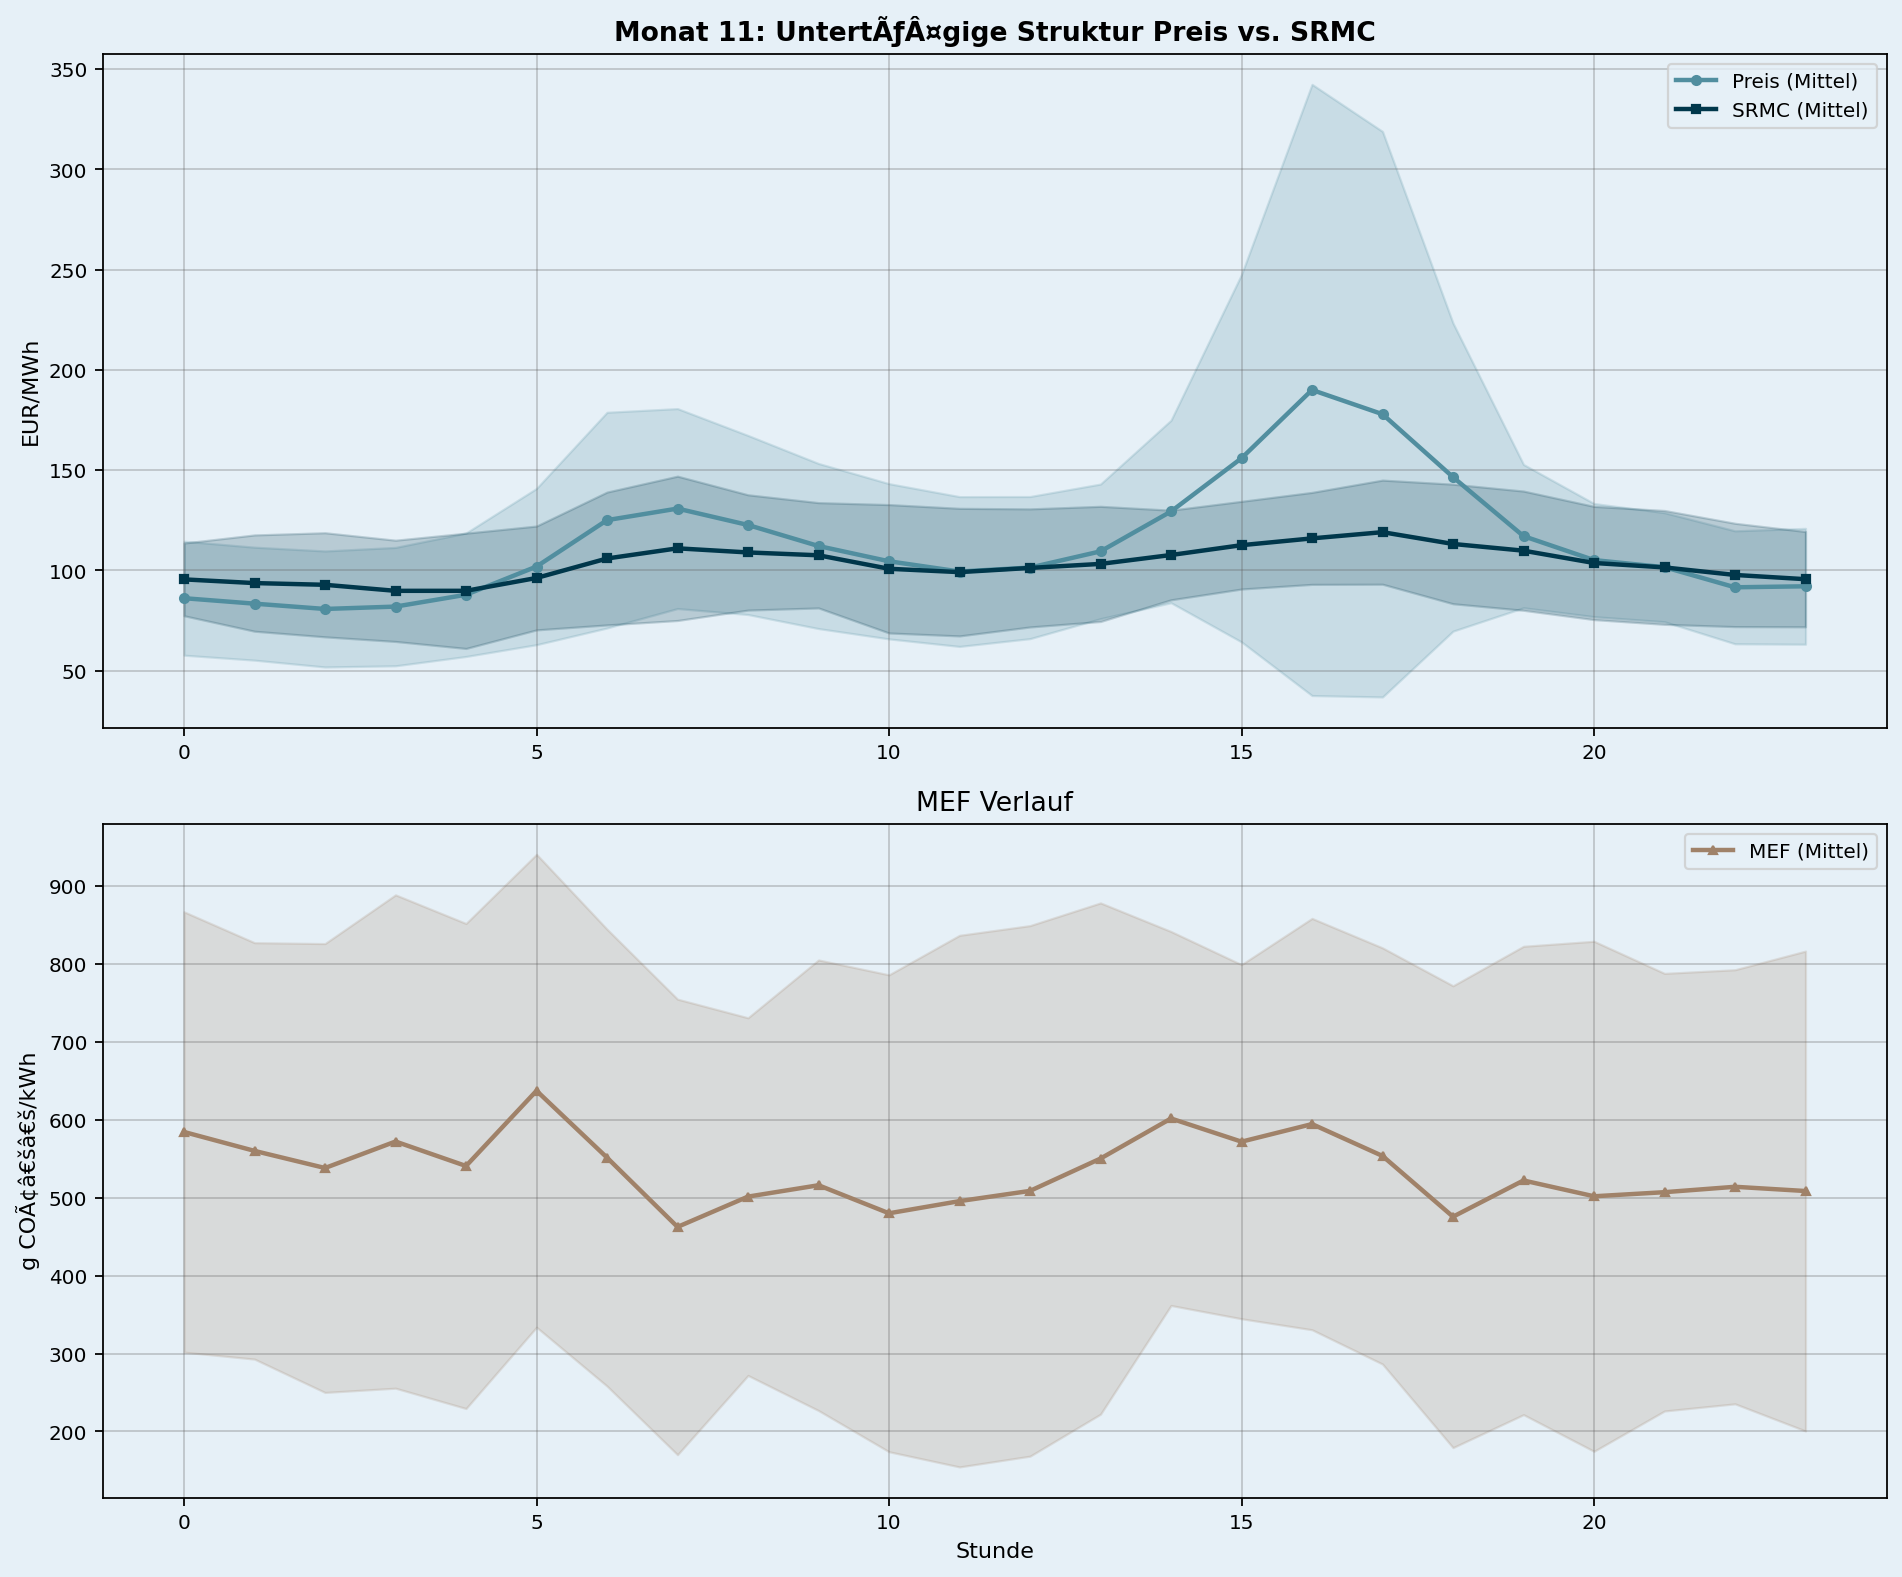 Monat 11: UntertÃƒÂ¤gige Struktur Preis vs. SRMC
350
300
250
200
150
100
50
EUR/MWh
Preis (Mittel)
SRMC (Mittel)
0 5 10 15 20
MEF Verlauf
900
800
700
600
500
400
300
200
g COÃ¢â€šâ€š/kWh
MEF (Mittel)
0 5 10 15 20
Stunde